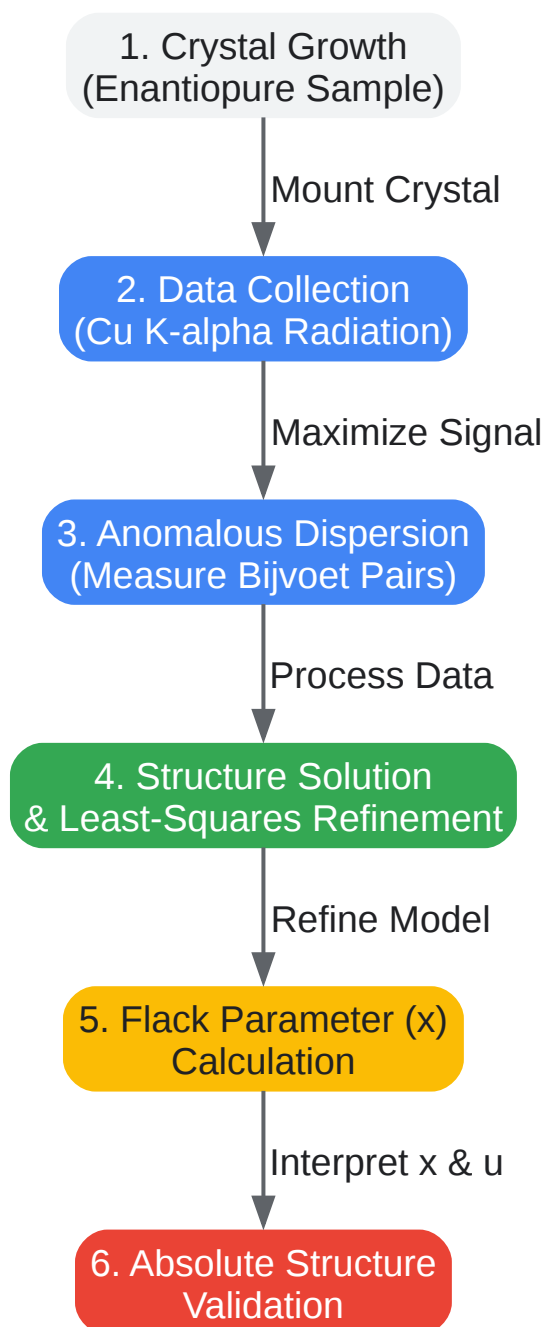 1. Crystal Growth
(Enantiopure Sample)
Mount Crystal
2. Data Collection
(Cu K-alpha Radiation)
Maximize Signal
3. Anomalous Dispersion
(Measure Bijvoet Pairs)
Process Data
4. Structure Solution
& Least-Squares Refinement
Refine Model
5. Flack Parameter (x)
Calculation
Interpret x & u
6. Absolute Structure
Validation